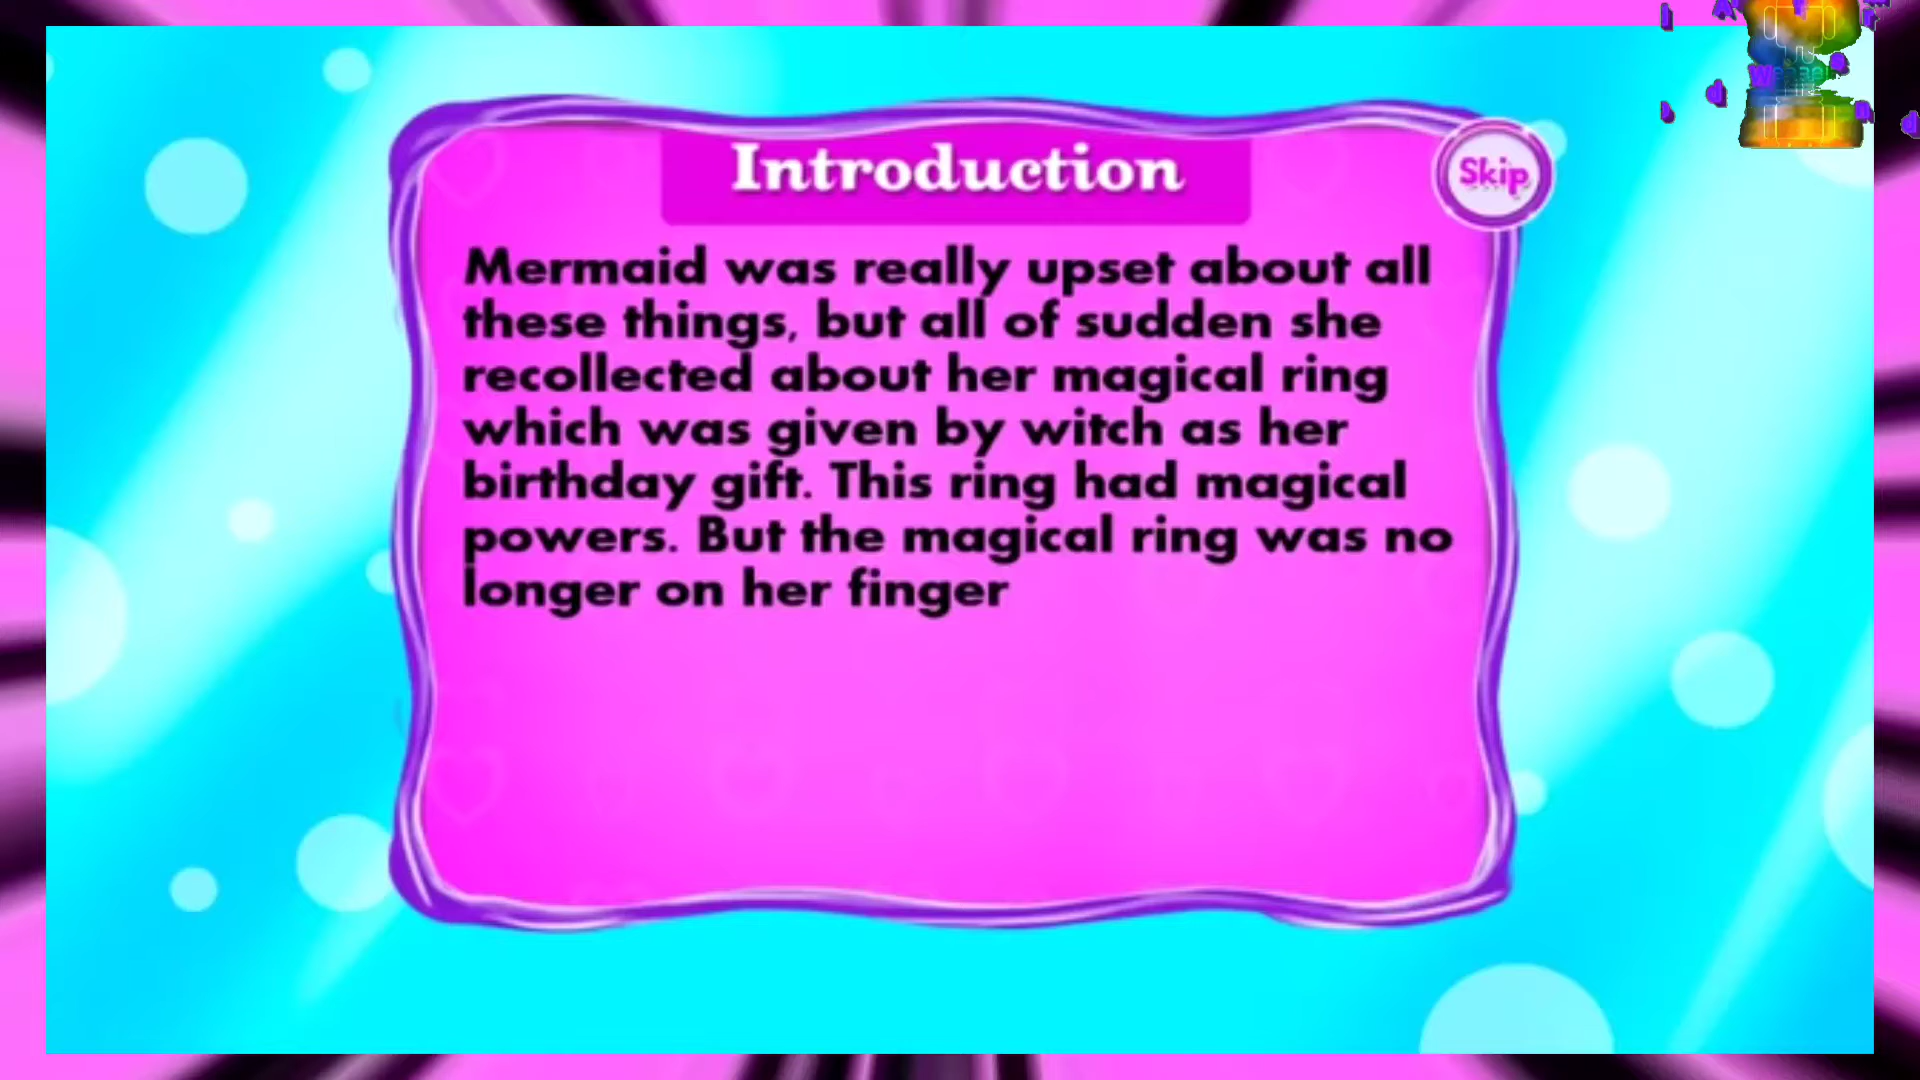 Introduction
Skip
Mermaid was really upset about all
these things, but all of sudden she
recollected about her magical ring
which was given by witch as her
birthday gift. This ring had magical
powers. But the magical ring was no
longer on her finger